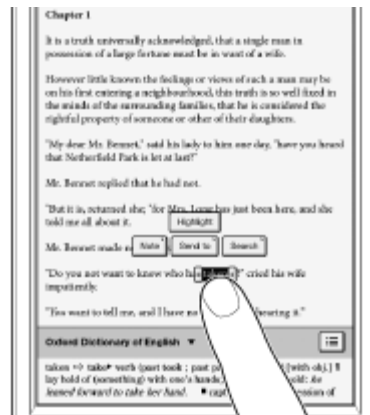 Chapter 1
It is a truth universally acknowledged, that a single man in
possession of a large fortune must be in want of a wife.
However little known the feelings or views of such a man may be
on his first entering a neighbourhood, this truth is so well fixed in
the minds of the surrounding families, that he is considered the
rightful property of someone or other of their daughters.
"My dear Mr. Bennet," said his lady to him one day, "have you heard
that Netherfield Park is let at last?"
Mr. Bennet replied that he had not.
"But it is, returned she; "for Mrs. Long has just been here, and she
told me all about it.
Highlight
Mr. Bennet made
Note
Send to
Search
"Do you not want to know who has taken it?" cried his wife
impatiently.
"You want to tell me, and I have no hearing it."
Oxford Dictionary of English ▼
taken ⇨ take▸ verb (past took ; past [with obj.] 1
lay hold of (something) with one's hands; hold: he
leaned forward to take her hand. ■ capt ession of